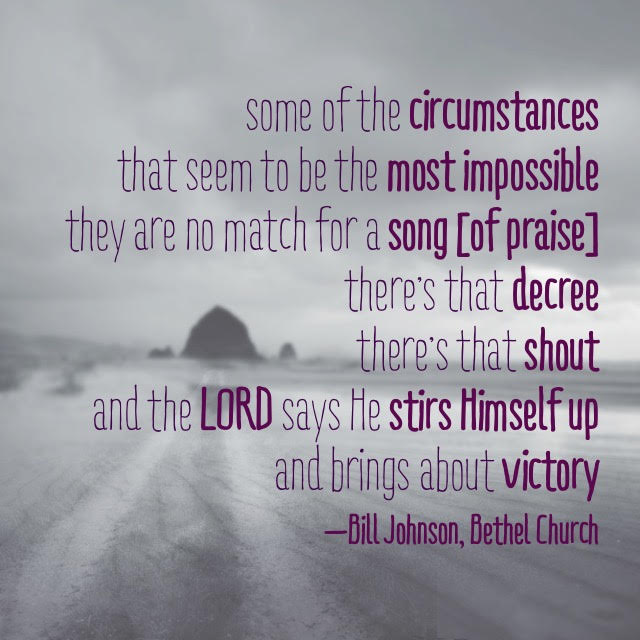 some of the circumstances
that seem to be the most impossible
they are no match for a song [of praise]
there's that decree
there's that shout
and the LORD says He stirs Himself up
and brings about victory
—Bill Johnson, Bethel Church